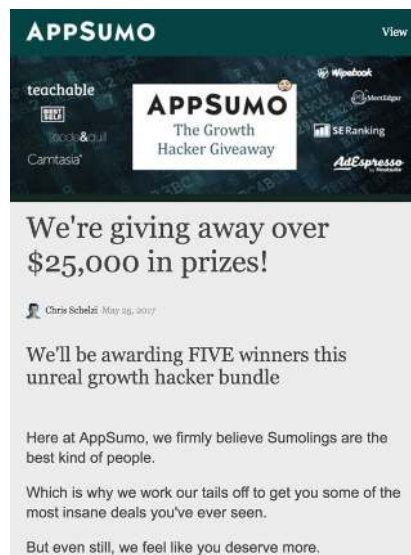 APPSUMO
View
teachable
BEST
SELF
code&quill
Camtasia
APPSUMO
The Growth
Hacker Giveaway
Wipebook
MeetEdgar
SE Ranking
AdEspresso
We're giving away over
$25,000 in prizes!
Chris Schelzi May 25, 2017
We'll be awarding FIVE winners this
unreal growth hacker bundle
Here at AppSumo, we firmly believe Sumolings are the
best kind of people.
Which is why we work our tails off to get you some of the
most insane deals you've ever seen.
But even still, we feel like you deserve more.